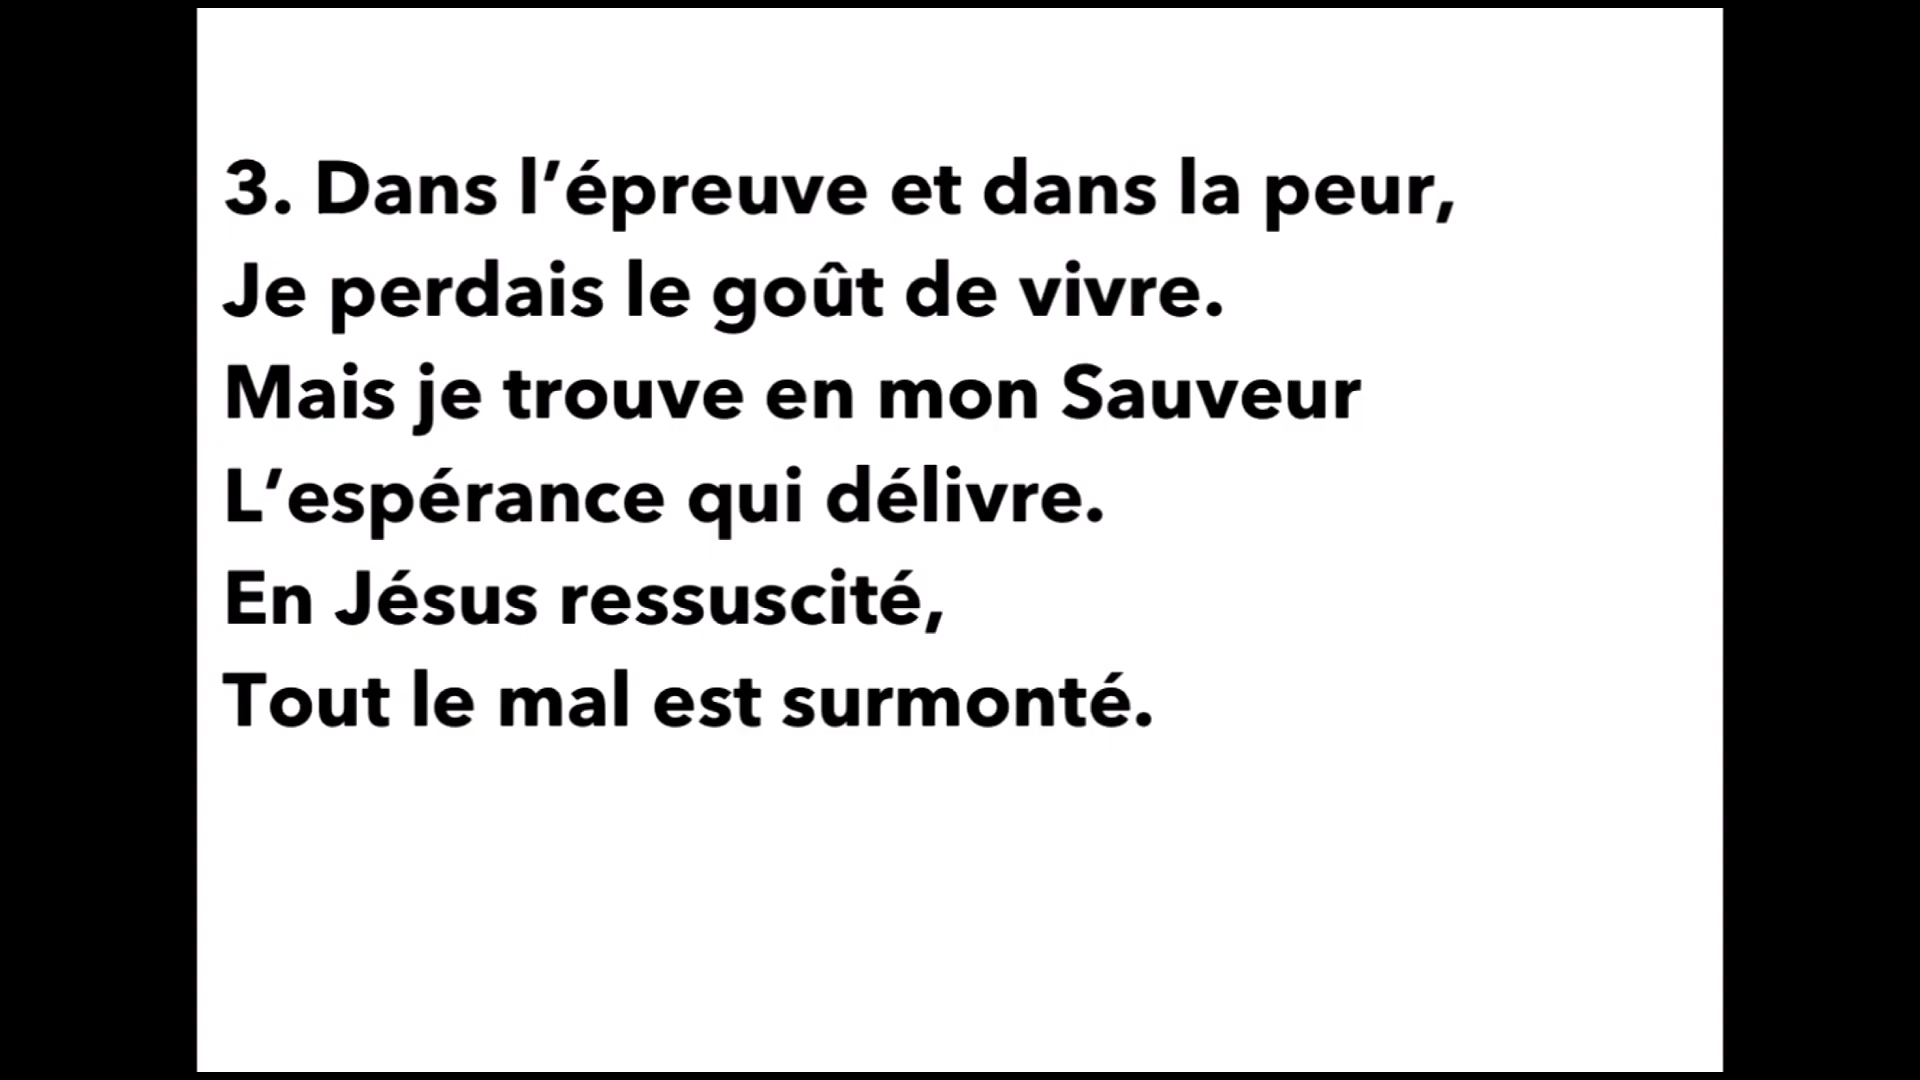 3. Dans l’épreuve et dans la peur,
Je perdais le goût de vivre.
Mais je trouve en mon Sauveur
L’espérance qui délivre.
En Jésus ressuscité,
Tout le mal est surmonté.